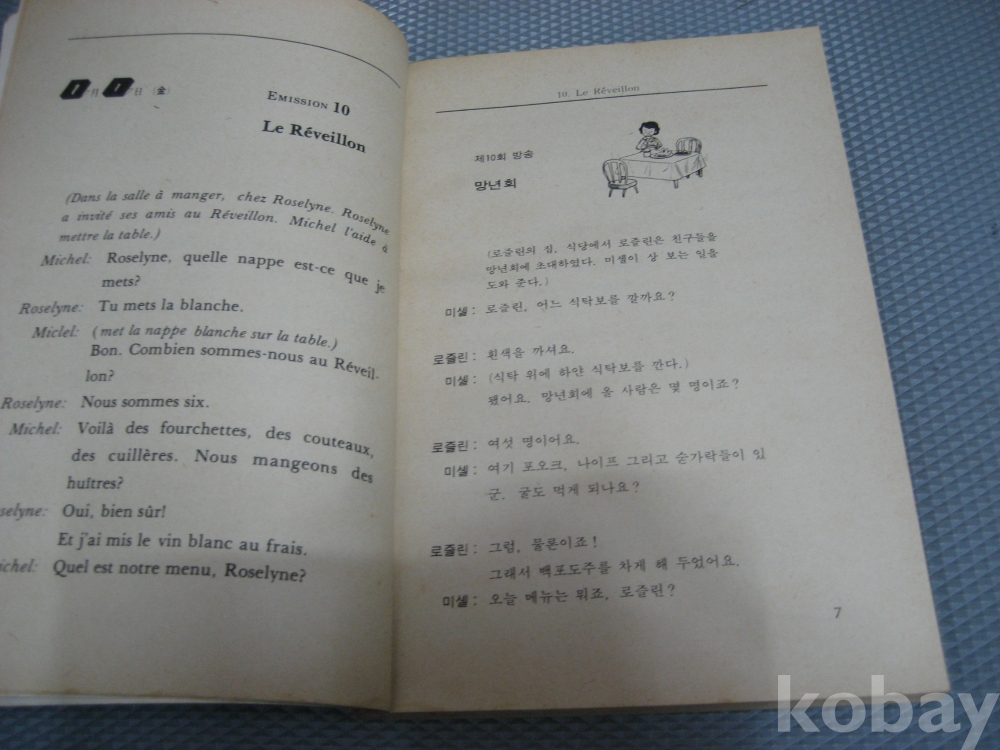 1月 1日 (金)
EMISSION 10
Le Réveillon
(Dans la salle à manger, chez Roselyne. Roselyne
a invité ses amis au Réveillon. Michel l'aide à
mettre la table.)
Michel: Roselyne, quelle nappe est-ce que je
mets?
Roselyne: Tu mets la blanche.
Miclel: (met la nappe blanche sur la table.)
Bon. Combien sommes-nous au Réveil-
lon?
Roselyne: Nous sommes six.
Michel: Voilà des fourchettes, des couteaux,
des cuillères. Nous mangeons des
huîtres?
selyne: Oui, bien sûr!
Et j'ai mis le vin blanc au frais.
ichel: Quel est notre menu, Roselyne?
10. Le Réveillon
제10회 방송
망년회
(로즐린의 집, 식당에서 로즐린은 친구들을
망년회에 초대하였다. 미셸이 상 보는 일을
도와 준다.)
미셸: 로즐린, 어느 식탁보를 깔까요?
로즐린: 흰색을 까셔요.
미셸: (식탁 위에 하얀 식탁보를 깐다.)
됐어요. 망년회에 올 사람은 몇 명이죠?
로즐린: 여섯 명이어요.
미셸: 여기 포오크, 나이프 그리고 숟가락들이 있
군. 굴도 먹게 되나요?
로즐린: 그럼, 물론이죠!
그래서 백포도주를 차게 해 두었어요.
미셸: 오늘 메뉴는 뭐죠, 로즐린?
7
kobay